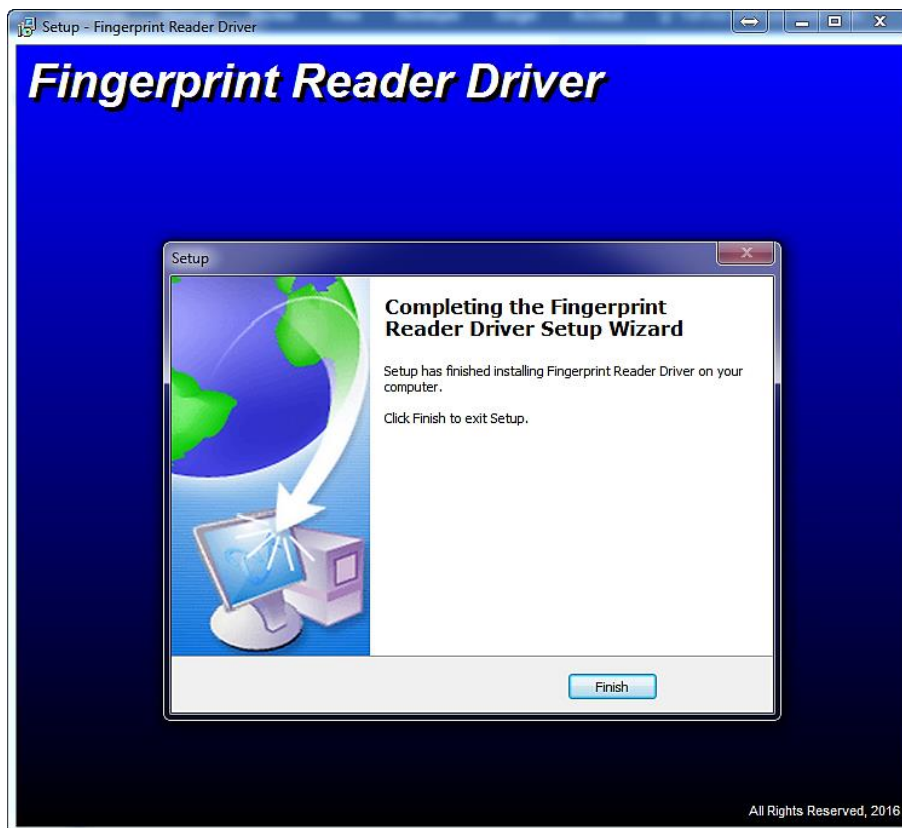 Setup - Fingerprint Reader Driver
Fingerprint Reader Driver
Setup
Completing the Fingerprint
Reader Driver Setup Wizard
Setup has finished installing Fingerprint Reader Driver on your
computer.
Click Finish to exit Setup.
Finish
All Rights Reserved, 2016